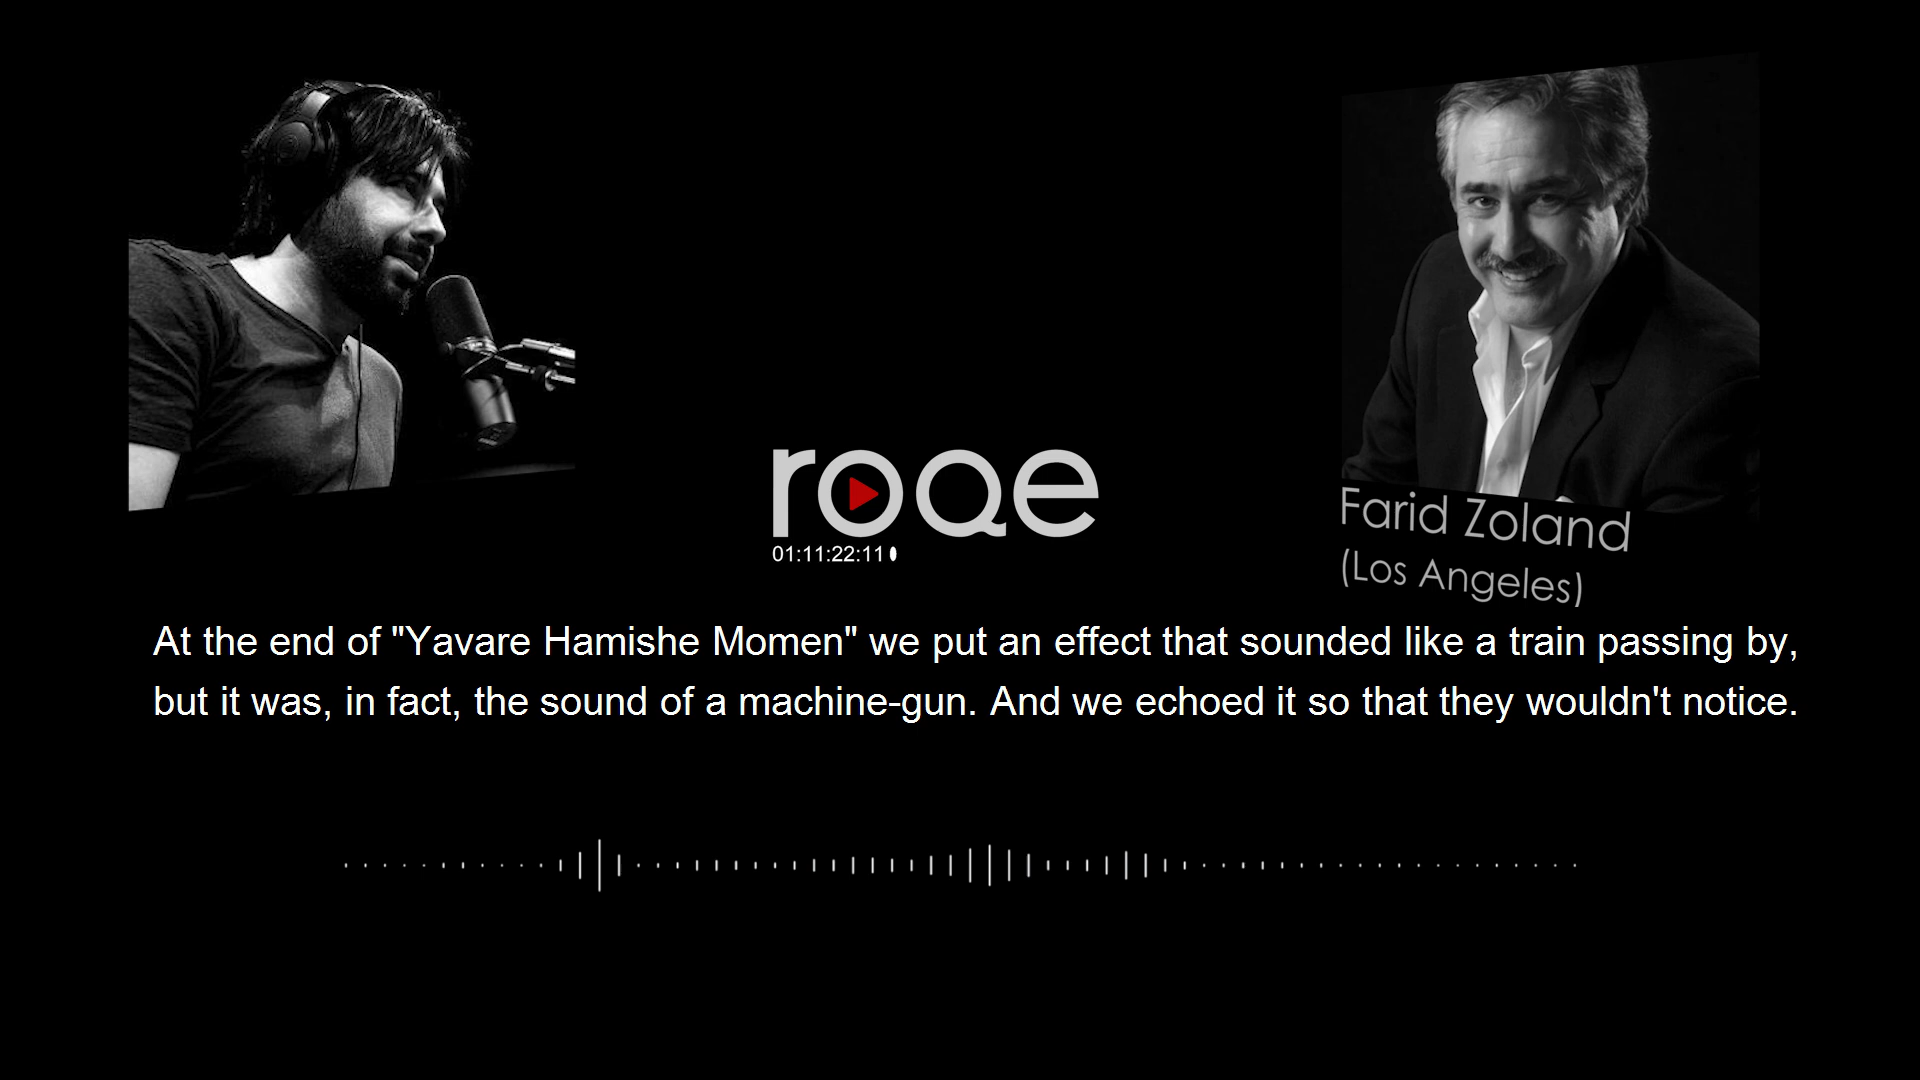 roqe
01:11:22:11
Farid Zoland
(Los Angeles)
At the end of "Yavare Hamishe Momen" we put an effect that sounded like a train passing by,
but it was, in fact, the sound of a machine-gun. And we echoed it so that they wouldn't notice.